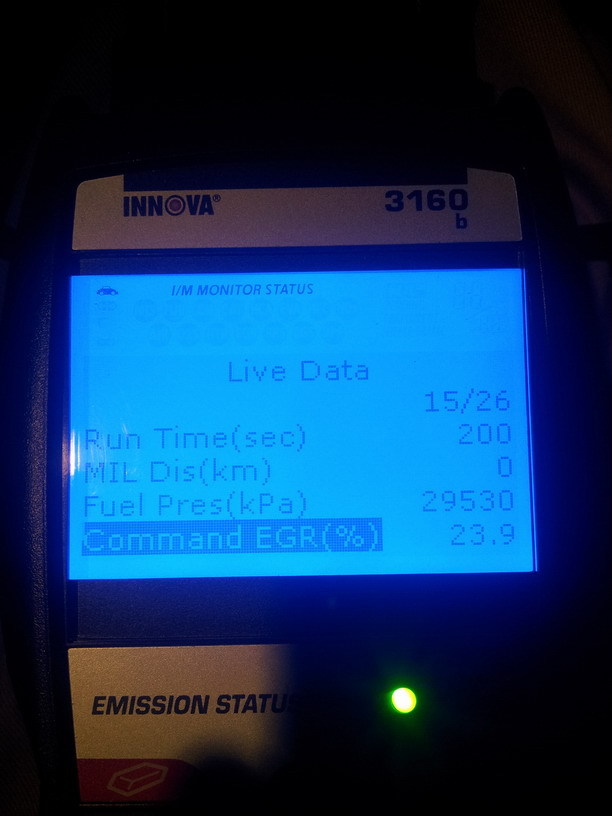 INNOVA® 3160
b
I/M MONITOR STATUS
Live Data
15/26
Run Time(sec) 200
MIL Dis(km) 0
Fuel Pres(kPa) 29530
Command EGR(%) 23.9
EMISSION STATUS